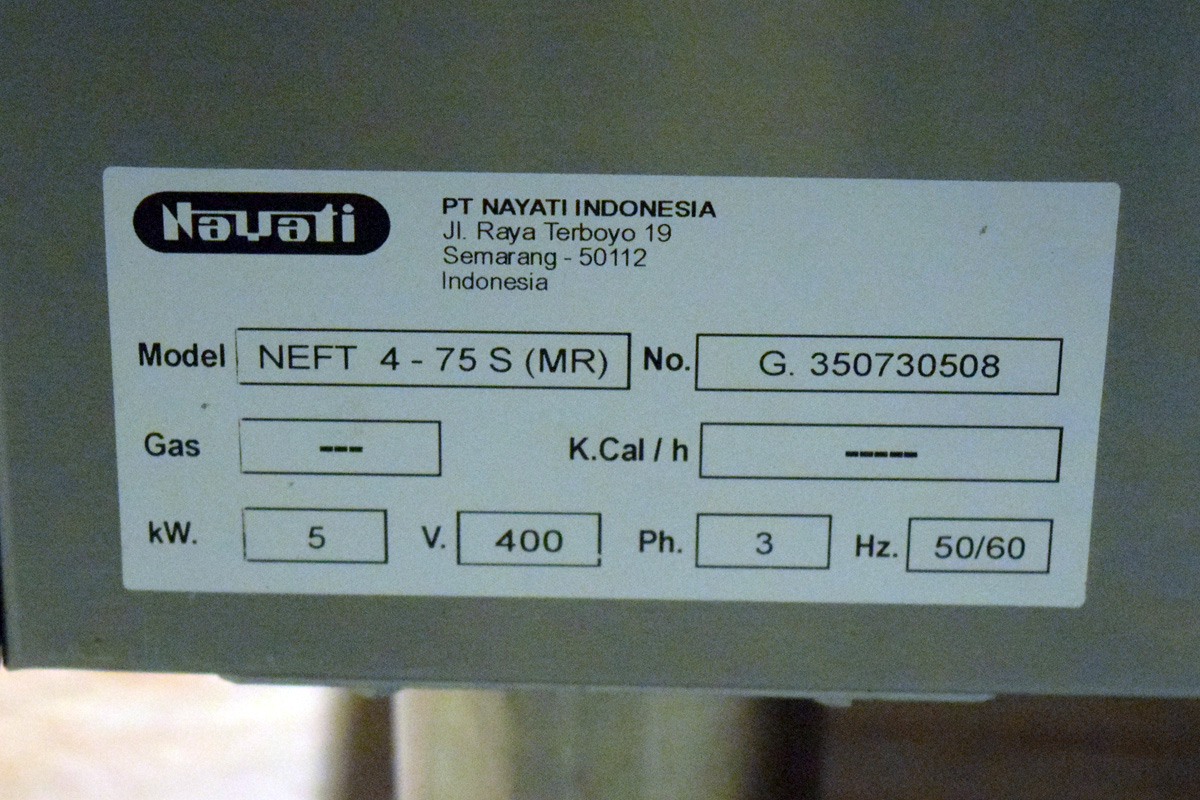 Nayati
PT NAYATI INDONESIA
Jl. Raya Terboyo 19
Semarang - 50112
Indonesia
Model NEFT 4 - 75 S (MR) No. G. 350730508
Gas --- K.Cal / h -----
kW. 5 V. 400 Ph. 3 Hz. 50/60